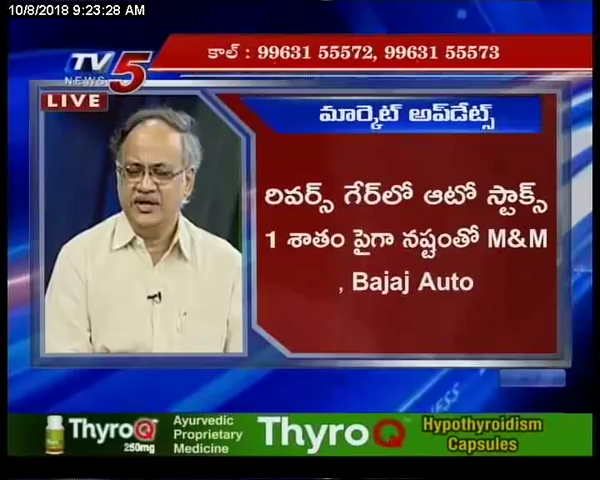 10/8/2018 9:23:28 AM
కాల్ : 99631 55572, 99631 55573
TV5
NEWS
LIVE
మార్కెట్ అప్‌డేట్స్
రివర్స్ గేర్‌లో ఆటో స్టాక్స్
1 శాతం పైగా నష్టంతో M&M
, Bajaj Auto
ThyroQ
250mg
Ayurvedic
Proprietary
Medicine
ThyroQ
Hypothyroidism
Capsules